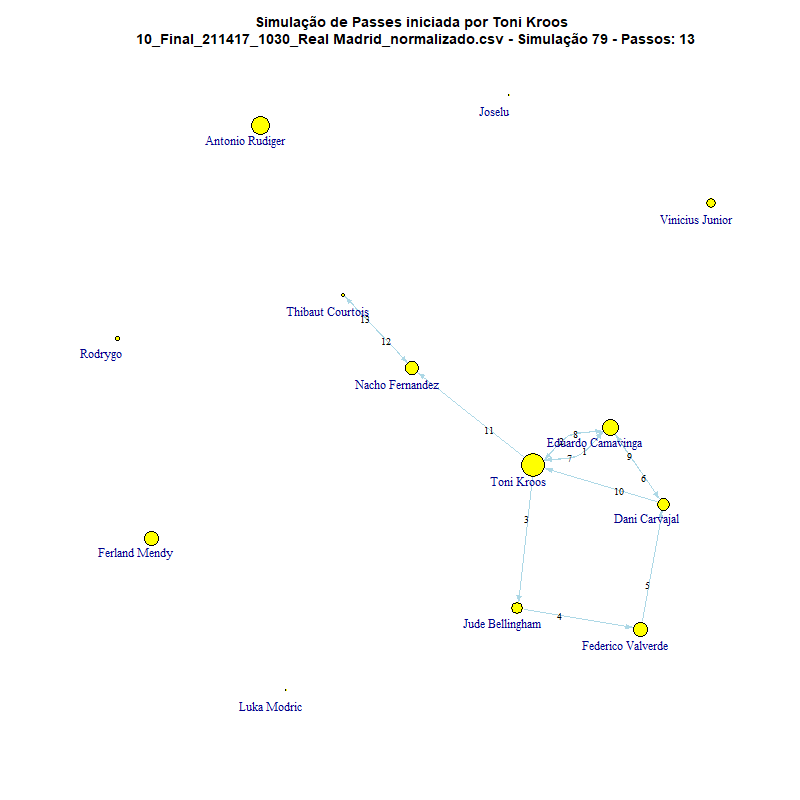 Simulação de Passes iniciada por Toni Kroos
10_Final_211417_1030_Real Madrid_normalizado.csv - Simulação 79 - Passos: 13
Joselu
Antonio Rudiger
Vinicius Junior
Thibaut Courtois
13
12
Rodrygo
Nacho Fernandez
11
8
Eduardo Camavinga
1
7
9
6
Toni Kroos
10
Dani Carvajal
3
Ferland Mendy
5
4
Jude Bellingham
Federico Valverde
Luka Modric